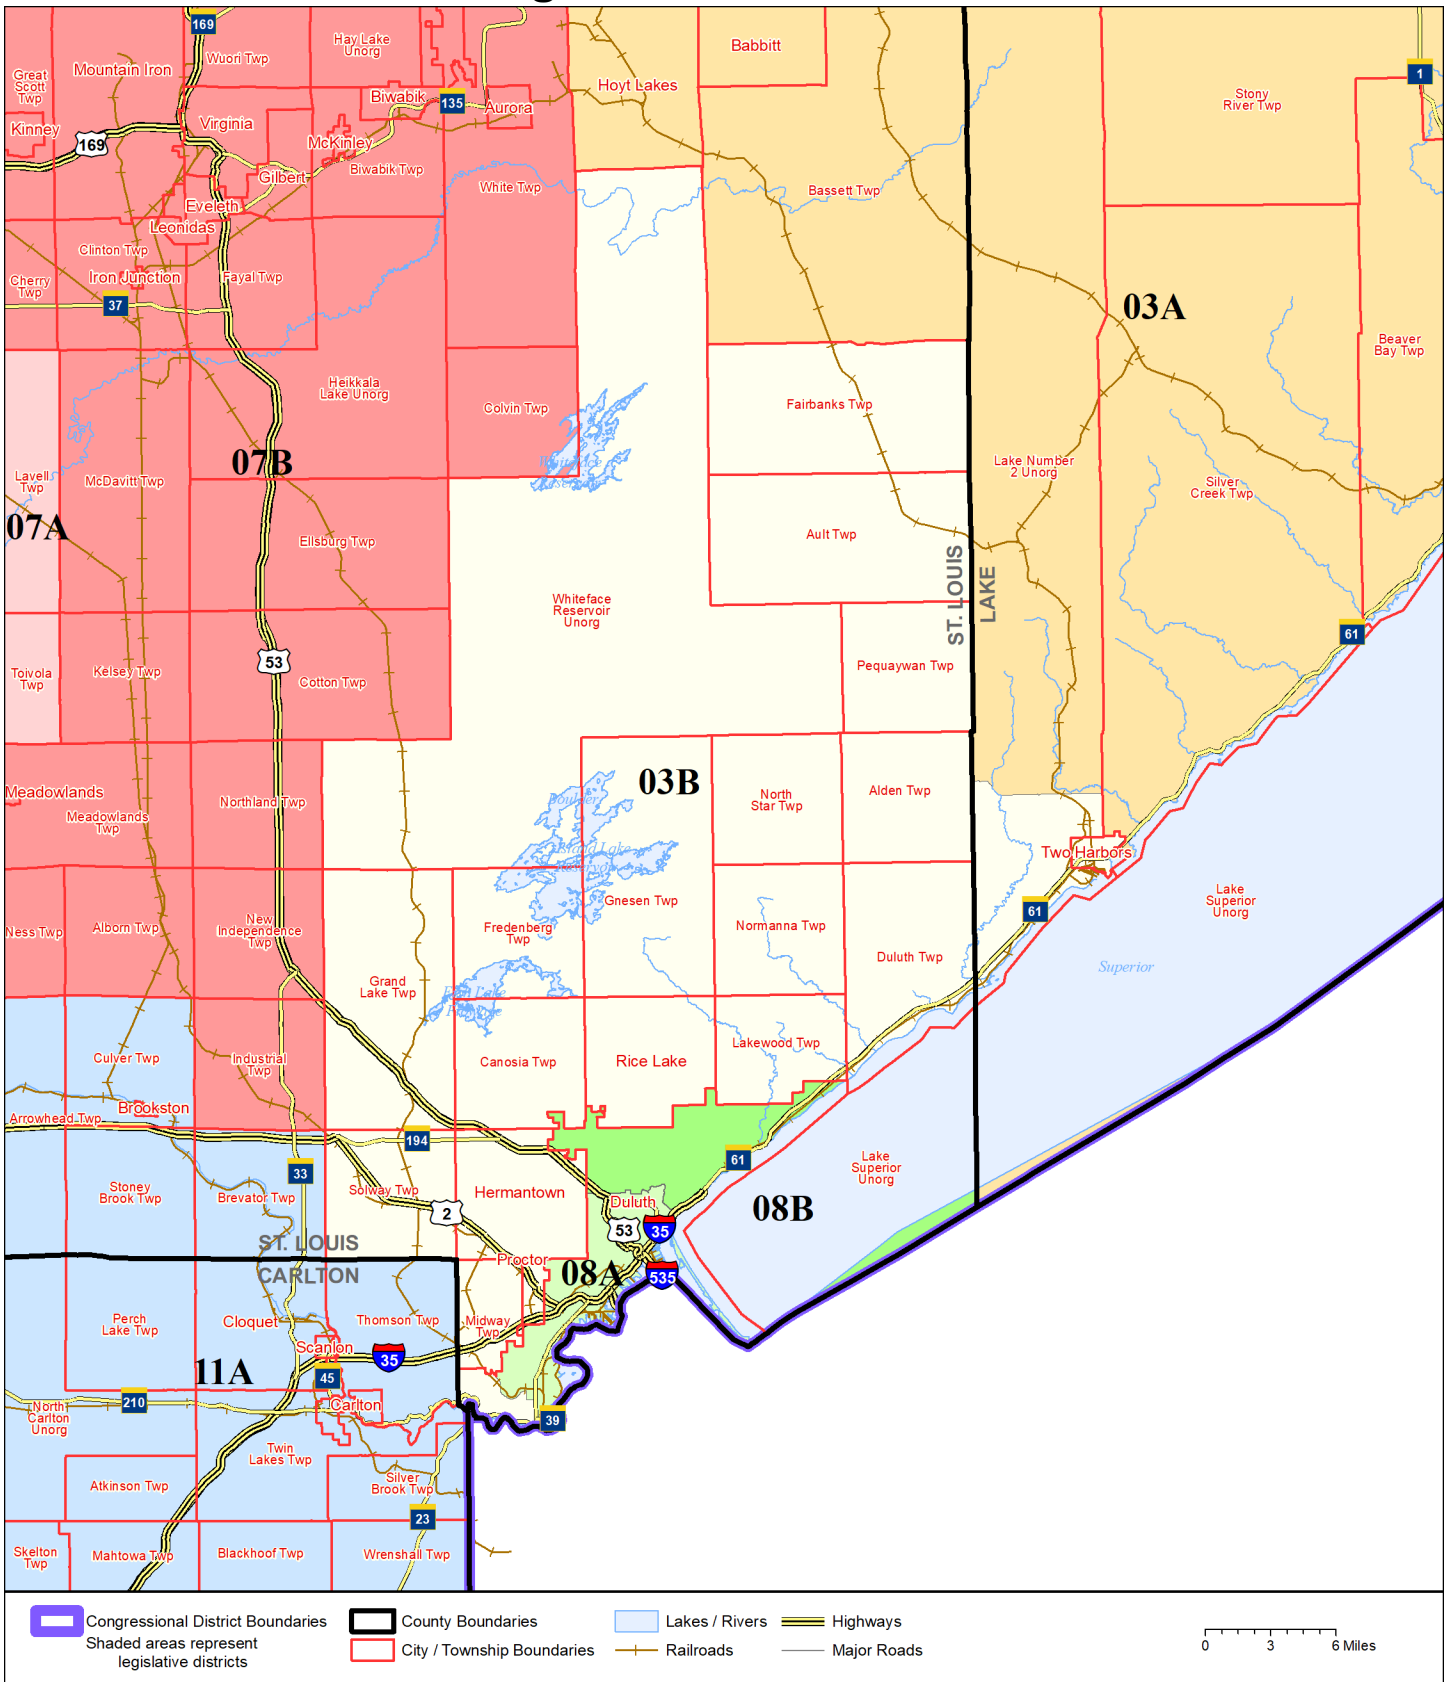 169
Hay Lake
Unorg
Babbitt
Wuori Twp
Mountain Iron
Great
Scott
Twp
Hoyt Lakes
1
Stony
River Twp
Biwabik
135
Aurora
Kinney
Virginia
169
McKinley
Biwabik Twp
Gilbert
White Twp
Bassett Twp
Eveleth
Leonidas
Clinton Twp
Iron Junction
Fayal Twp
Cherry
Twp
37
03A
Beaver
Bay Twp
Heikkala
Lake Unorg
Colvin Twp
Fairbanks Twp
07B
Whiteface
Reservoir
Lake Number
2 Unorg
Silver
Creek Twp
Lavell
Twp
McDavitt Twp
07A
Ellsburg Twp
Ault Twp
ST. LOUIS
LAKE
Whiteface
Reservoir
Unorg
61
53
Toivola
Twp
Kelsey Twp
Cotton Twp
Pequaywan Twp
Meadowlands
Meadowlands
Twp
Northland Twp
03B
Boulder
North
Star Twp
Alden Twp
Island Lake
Reservoir
Two Harbors
Lake
Superior
Unorg
Gnesen Twp
61
Ness Twp
Alborn Twp
New
Independence
Twp
Fredenberg
Twp
Normanna Twp
Duluth Twp
Superior
Grand
Lake Twp
Fish Lake
Culver Twp
Industrial
Twp
Canosia Twp
Rice Lake
Lakewood Twp
Brookston
Arrowhead Twp
194
61
33
Lake
Superior
Unorg
Stoney
Brook Twp
Brevator Twp
Solway Twp
Hermantown
Duluth
2
53
35
08B
ST. LOUIS
CARLTON
Proctor
08A
535
Perch
Lake Twp
Cloquet
Thomson Twp
Midway
Twp
Scanlon
35
11A
45
210
Carlton
North
Carlton
Unorg
39
Twin
Lakes Twp
Atkinson Twp
Silver
Brook Twp
23
Skelton
Twp
Mahtowa Twp
Blackhoof Twp
Wrenshall Twp
Congressional District Boundaries
Shaded areas represent
legislative districts
County Boundaries
City / Township Boundaries
Lakes / Rivers
Railroads
Highways
Major Roads
0 3 6 Miles